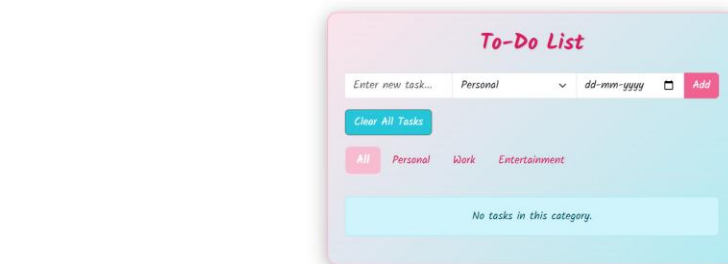 To-Do List
Enter new task... Personal dd-mm-yyyy Add
Clear All Tasks
All Personal Work Entertainment
No tasks in this category.